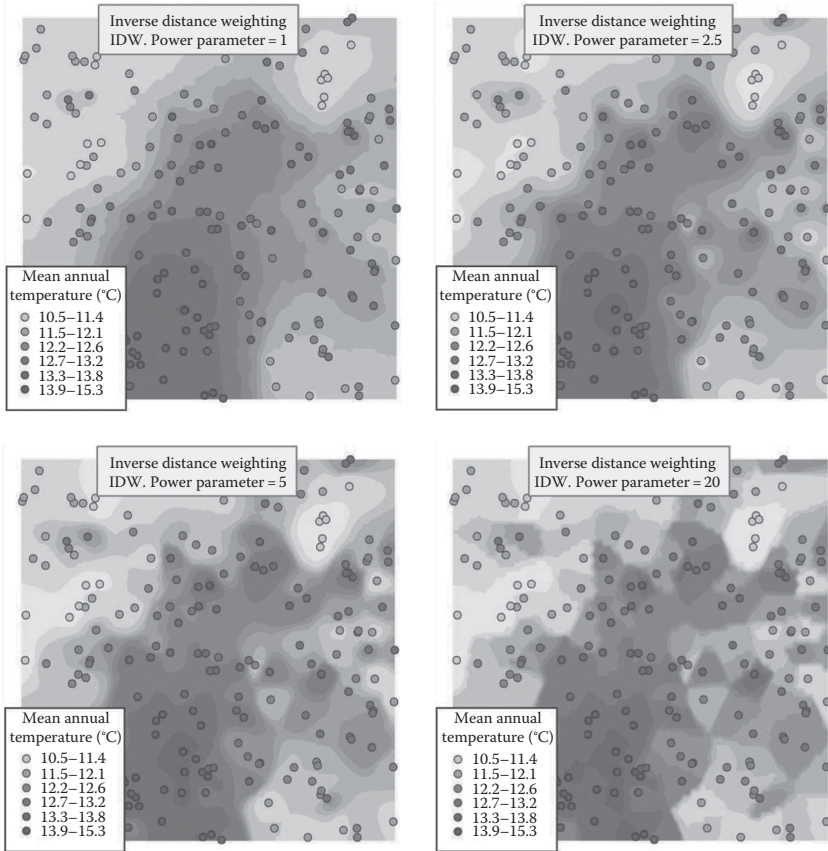 Inverse distance weighting
IDW. Power parameter = 1
Mean annual
temperature (°C)
10.5–11.4
11.5–12.1
12.2–12.6
12.7–13.2
13.3–13.8
13.9–15.3
Inverse distance weighting
IDW. Power parameter = 2.5
Mean annual
temperature (°C)
10.5–11.4
11.5–12.1
12.2–12.6
12.7–13.2
13.3–13.8
13.9–15.3
Inverse distance weighting
IDW. Power parameter = 5
Mean annual
temperature (°C)
10.5–11.4
11.5–12.1
12.2–12.6
12.7–13.2
13.3–13.8
13.9–15.3
Inverse distance weighting
IDW. Power parameter = 20
Mean annual
temperature (°C)
10.5–11.4
11.5–12.1
12.2–12.6
12.7–13.2
13.3–13.8
13.9–15.3